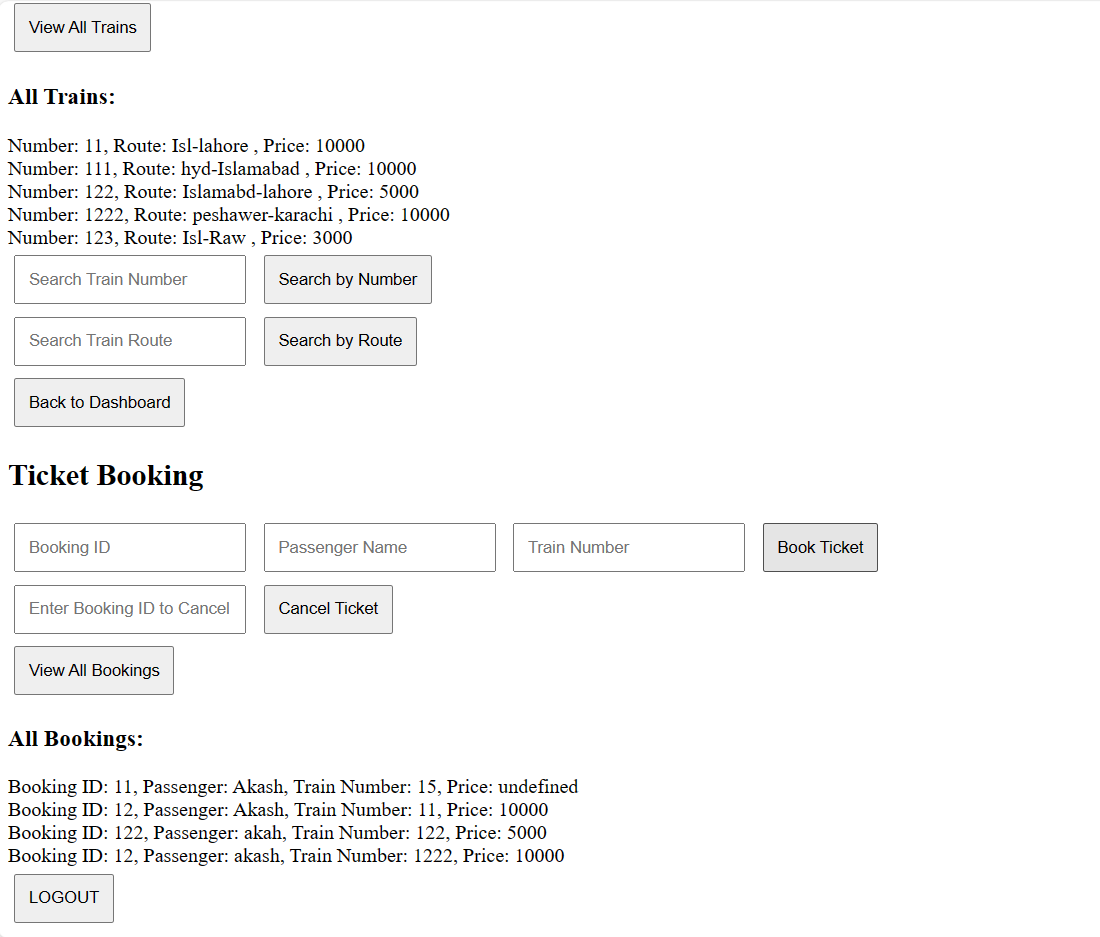 View All Trains
All Trains:
Number: 11, Route: Isl-lahore , Price: 10000
Number: 111, Route: hyd-Islamabad , Price: 10000
Number: 122, Route: Islamabd-lahore , Price: 5000
Number: 1222, Route: peshawer-karachi , Price: 10000
Number: 123, Route: Isl-Raw , Price: 3000
Search Train Number Search by Number
Search Train Route Search by Route
Back to Dashboard
Ticket Booking
Booking ID Passenger Name Train Number Book Ticket
Enter Booking ID to Cancel Cancel Ticket
View All Bookings
All Bookings:
Booking ID: 11, Passenger: Akash, Train Number: 15, Price: undefined
Booking ID: 12, Passenger: Akash, Train Number: 11, Price: 10000
Booking ID: 122, Passenger: akah, Train Number: 122, Price: 5000
Booking ID: 12, Passenger: akash, Train Number: 1222, Price: 10000
LOGOUT